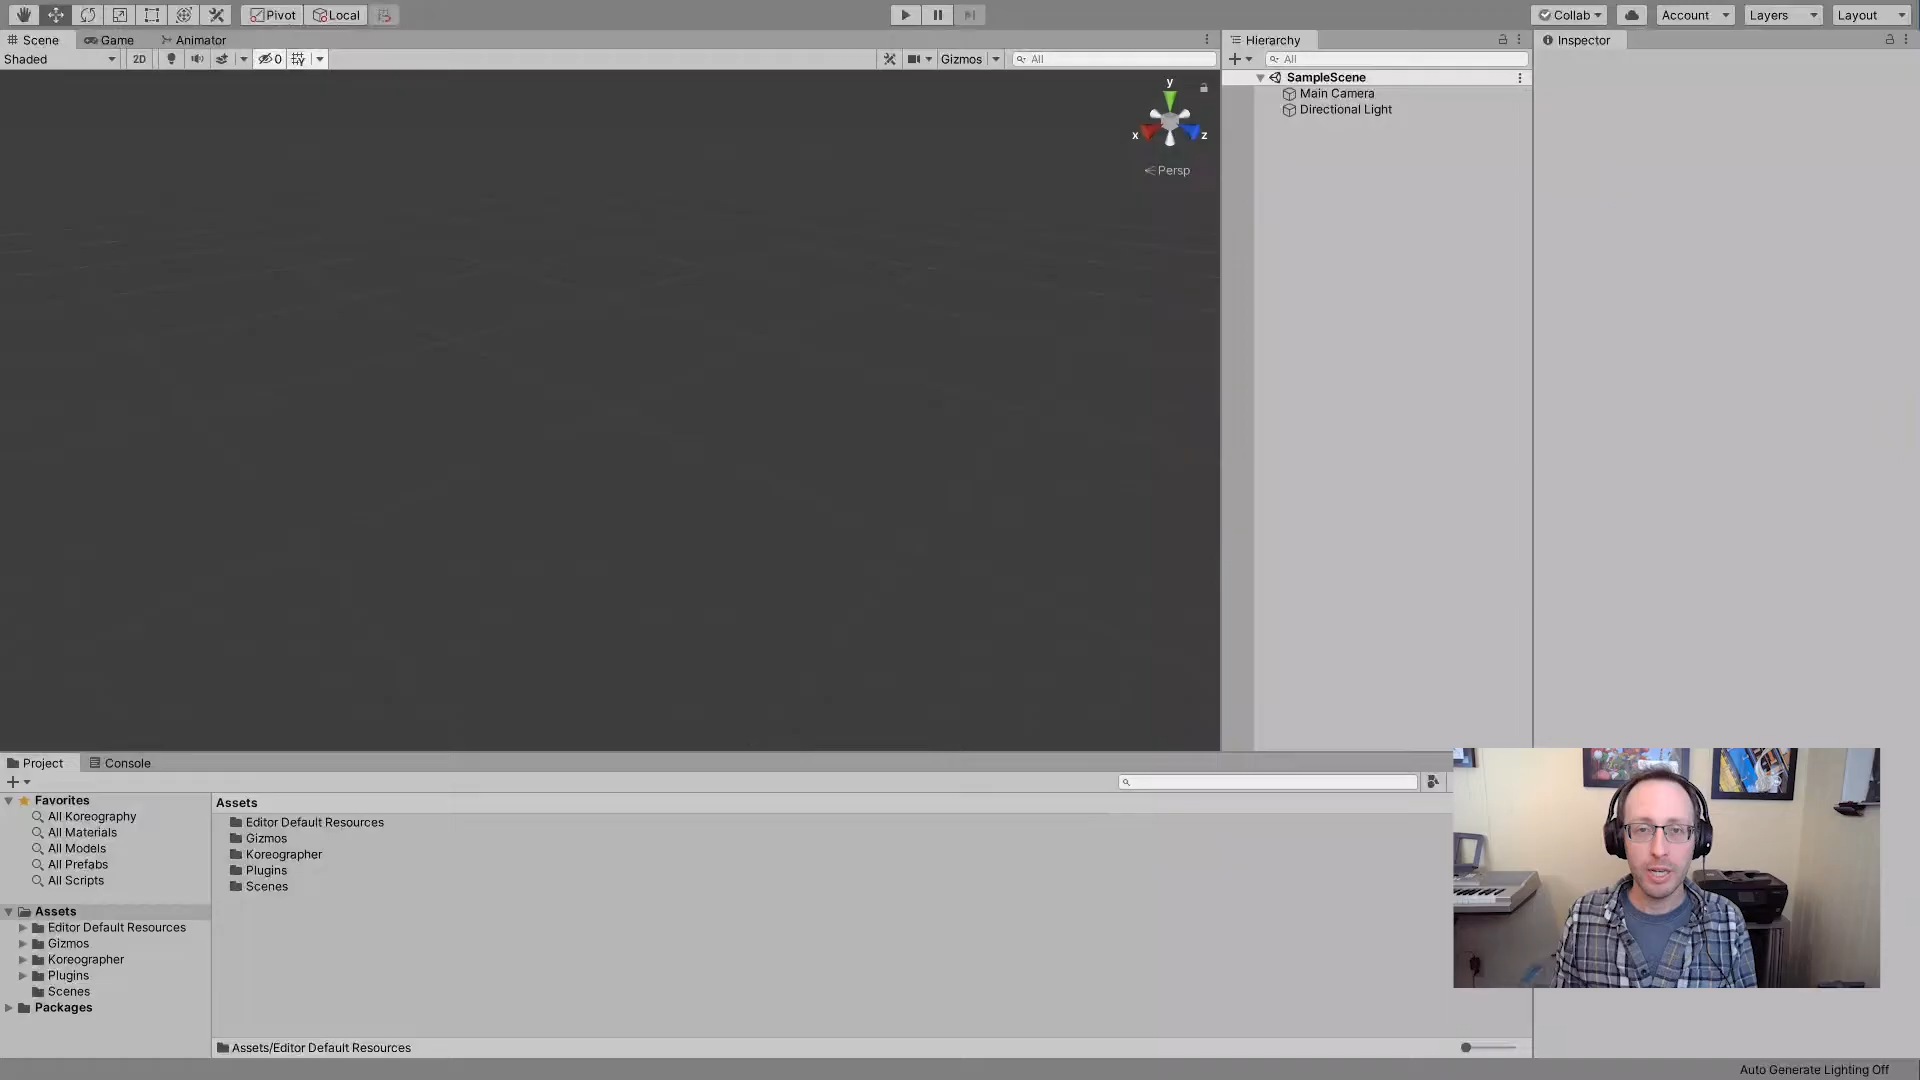 Pivot
Local
Collab
Account
Layers
Layout
Scene
Game
Animator
Hierarchy
Inspector
Shaded
2D
0
Gizmos
All
All
SampleScene
Main Camera
Directional Light
y
x
z
Persp
Project
Console
Favorites
All Koreography
All Materials
All Models
All Prefabs
All Scripts
Assets
Editor Default Resources
Gizmos
Koreographer
Plugins
Scenes
Packages
Assets
Editor Default Resources
Gizmos
Koreographer
Plugins
Scenes
Assets/Editor Default Resources
Auto Generate Lighting Off